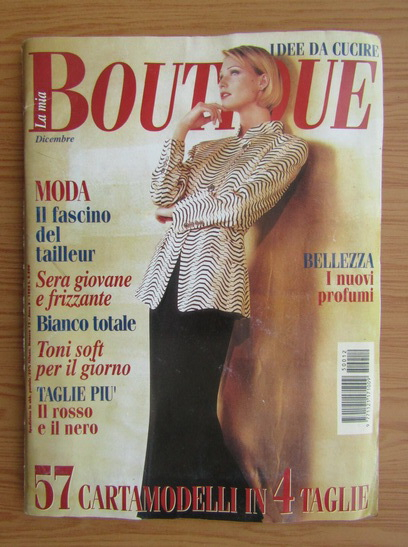 IDEE DA CUCIRE
La mia
BOUTIQUE
Dicembre
MODA
Il fascino
del
tailleur
Sera giovane
e frizzante
Bianco totale
Toni soft
per il giorno
TAGLIE PIU'
Il rosso
e il nero
BELLEZZA
I nuovi
profumi
50012
57 CARTAMODELLI IN 4 TAGLIE